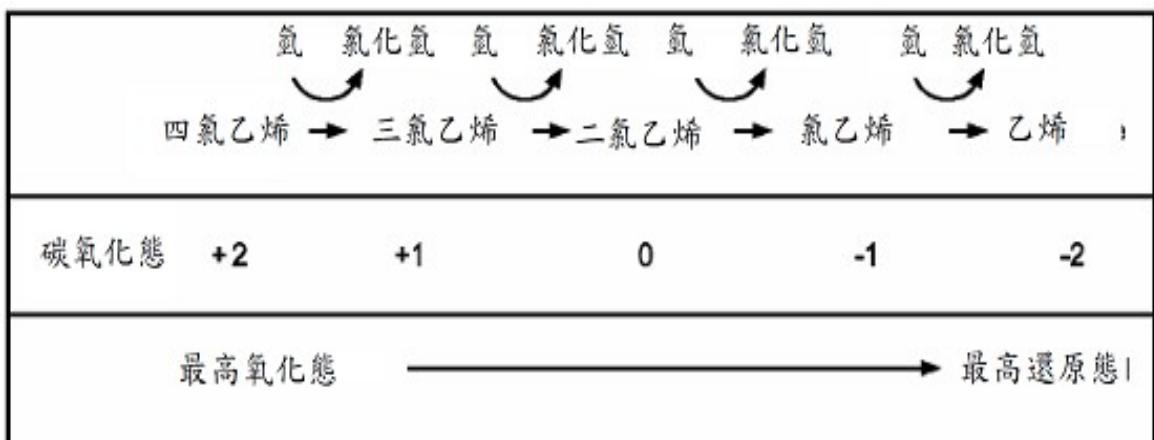 氫 氯化氫 氫 氯化氫 氫 氯化氫 氫 氯化氫
四氯乙烯 → 三氯乙烯 → 二氯乙烯 → 氯乙烯 → 乙烯 ,
碳氧化態 +2 +1 0 -1 -2
最高氧化態 → 最高還原態